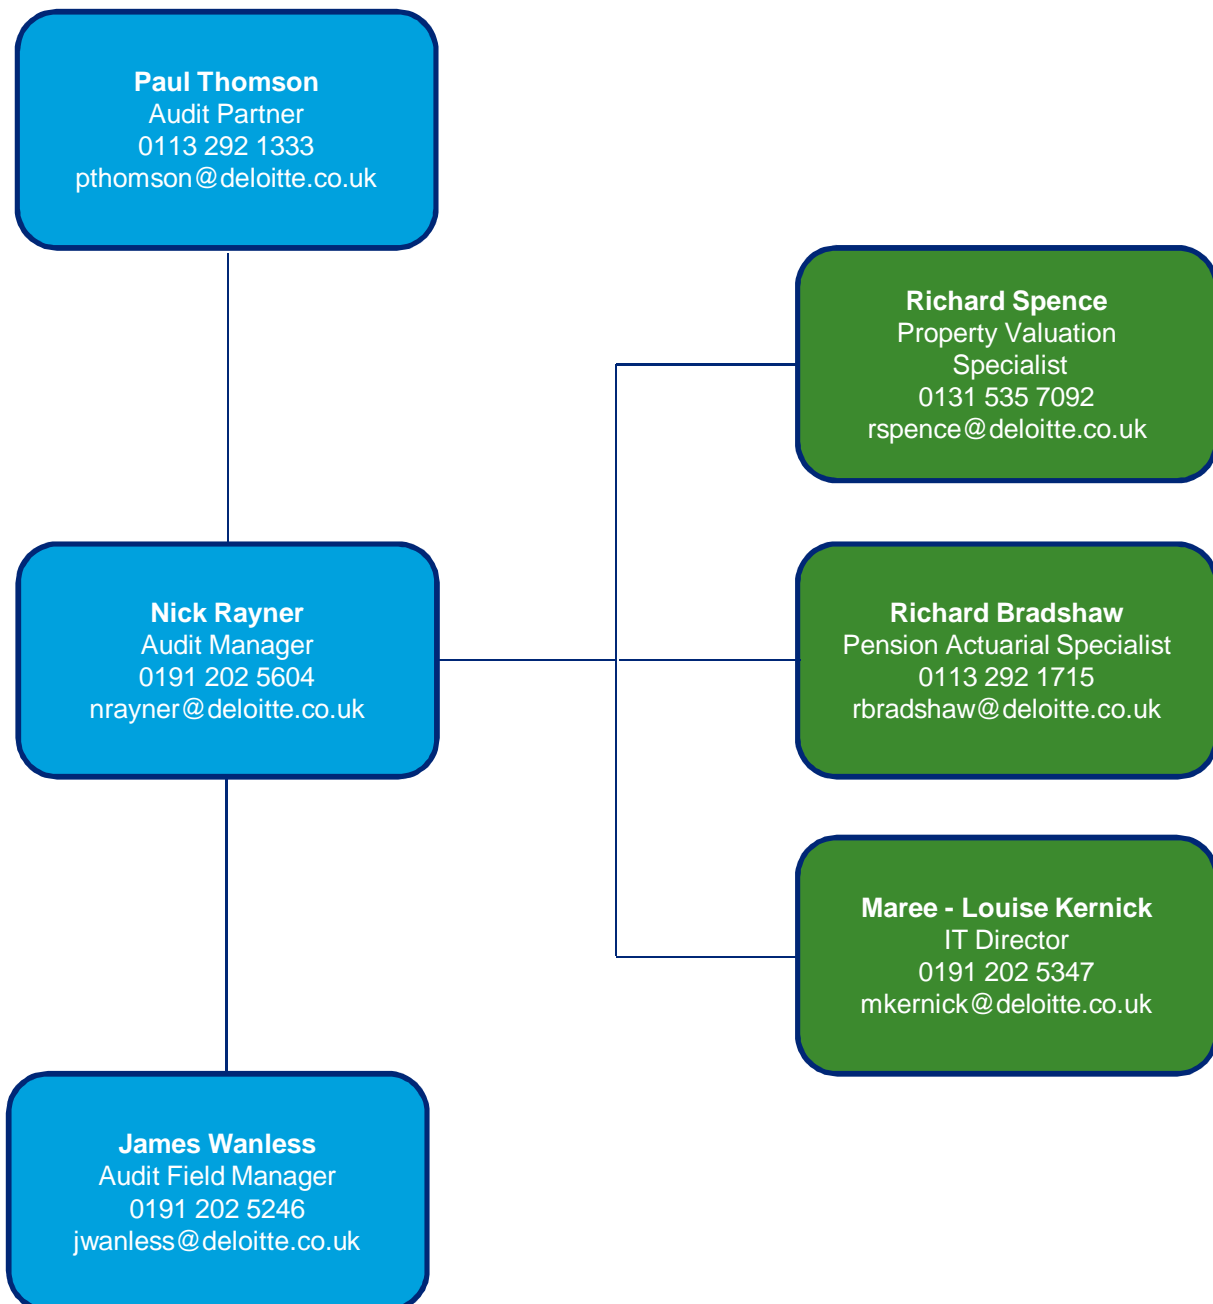 Paul Thomson
Audit Partner
0113 292 1333
pthomson@deloitte.co.uk
Richard Spence
Property Valuation
Specialist
0131 535 7092
rspence@deloitte.co.uk
Nick Rayner
Audit Manager
0191 202 5604
nrayner@deloitte.co.uk
Richard Bradshaw
Pension Actuarial Specialist
0113 292 1715
rbradshaw@deloitte.co.uk
Maree - Louise Kernick
IT Director
0191 202 5347
mkernick@deloitte.co.uk
James Wanless
Audit Field Manager
0191 202 5246
jwanless@deloitte.co.uk